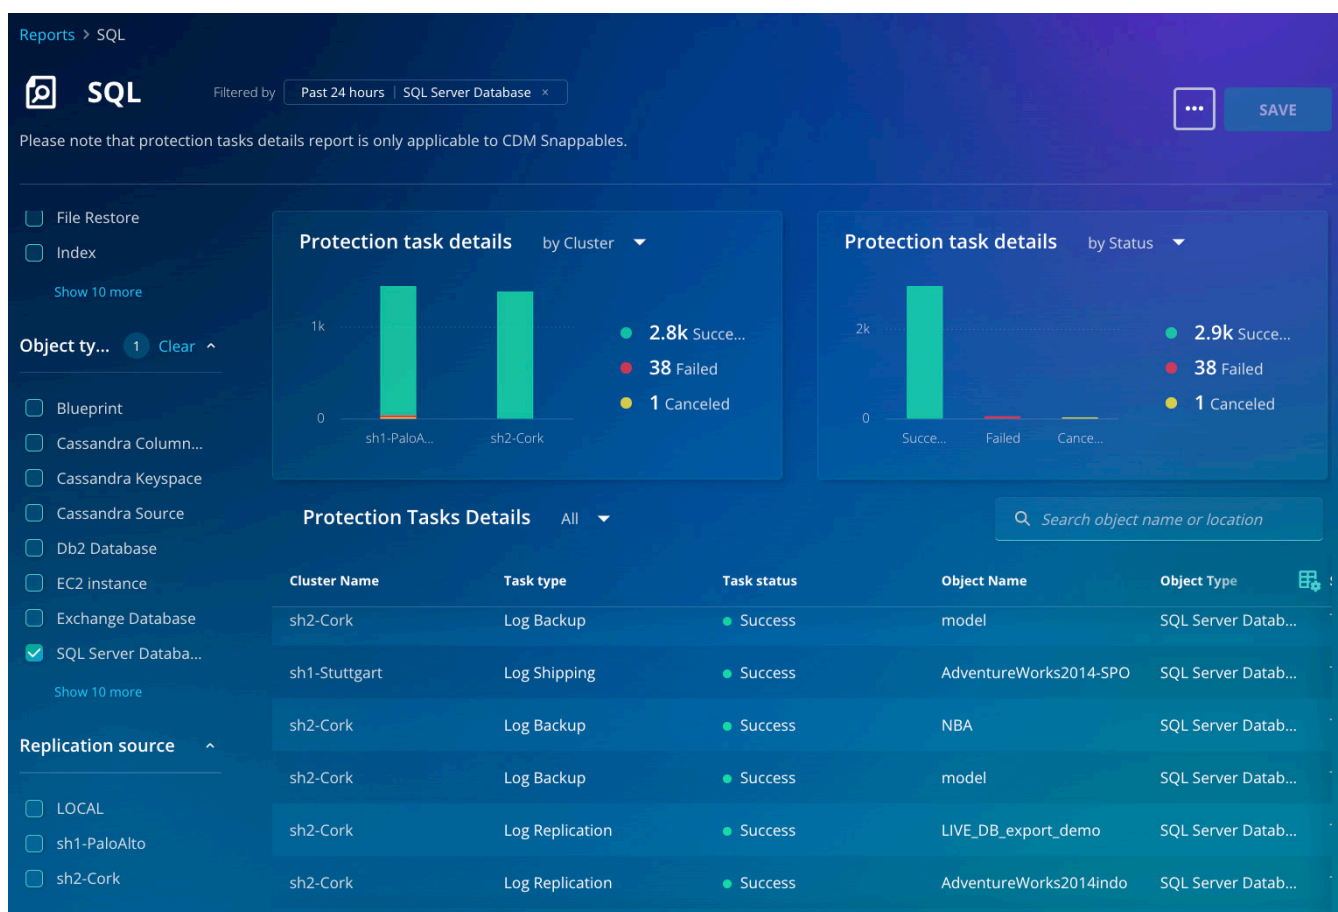 Reports > SQL
SQL
Filtered by Past 24 hours | SQL Server Database ×
SAVE
Please note that protection tasks details report is only applicable to CDM Snappables.
File Restore
Index
Show 10 more
Object ty... 1 Clear
Blueprint
Cassandra Column...
Cassandra Keyspace
Cassandra Source
Db2 Database
EC2 instance
Exchange Database
SQL Server Databa...
Show 10 more
Replication source
LOCAL
sh1-PaloAlto
sh2-Cork
Protection task details by Cluster
1k
0
sh1-PaloA... sh2-Cork
2.8k Succe...
38 Failed
1 Canceled
Protection task details by Status
2k
0
Succe... Failed Cance...
2.9k Succe...
38 Failed
1 Canceled
Protection Tasks Details All
Search object name or location
Cluster Name Task type Task status Object Name Object Type
sh2-Cork Log Backup Success model SQL Server Datab...
sh1-Stuttgart Log Shipping Success AdventureWorks2014-SPO SQL Server Datab...
sh2-Cork Log Backup Success NBA SQL Server Datab...
sh2-Cork Log Backup Success model SQL Server Datab...
sh2-Cork Log Replication Success LIVE_DB_export_demo SQL Server Datab...
sh2-Cork Log Replication Success AdventureWorks2014indo SQL Server Datab...